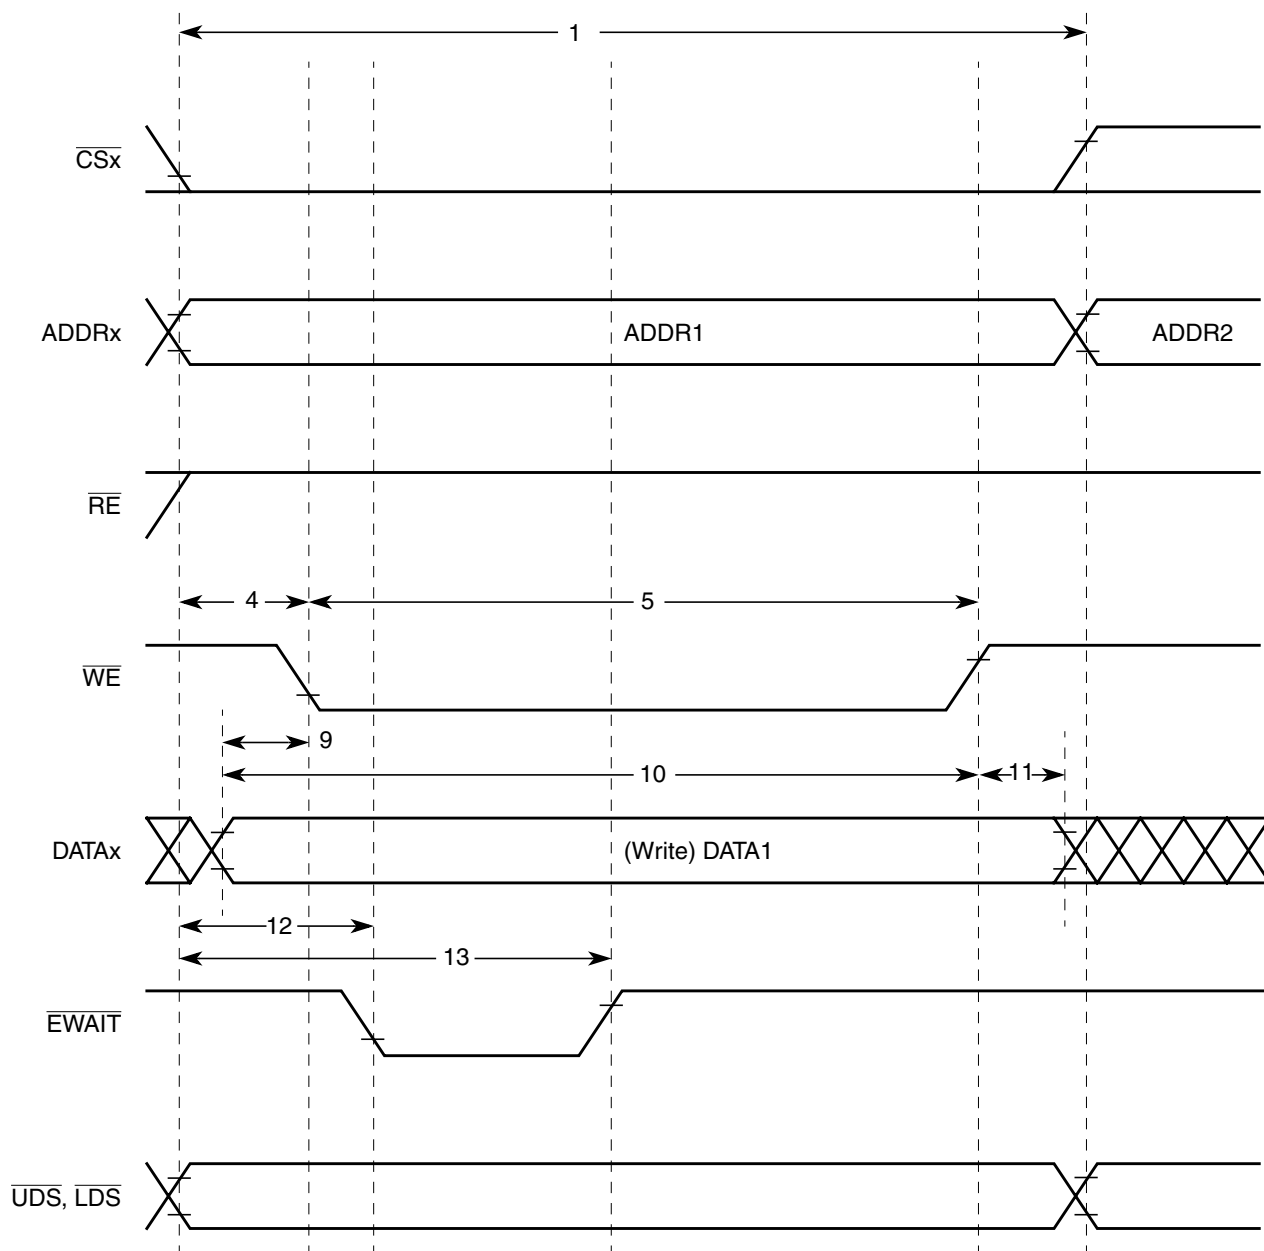 1
CSx
ADDRx
ADDR1
ADDR2
RE
4
5
WE
9
10
11
DATAx
(Write) DATA1
12
13
EWAIT
UDS, LDS